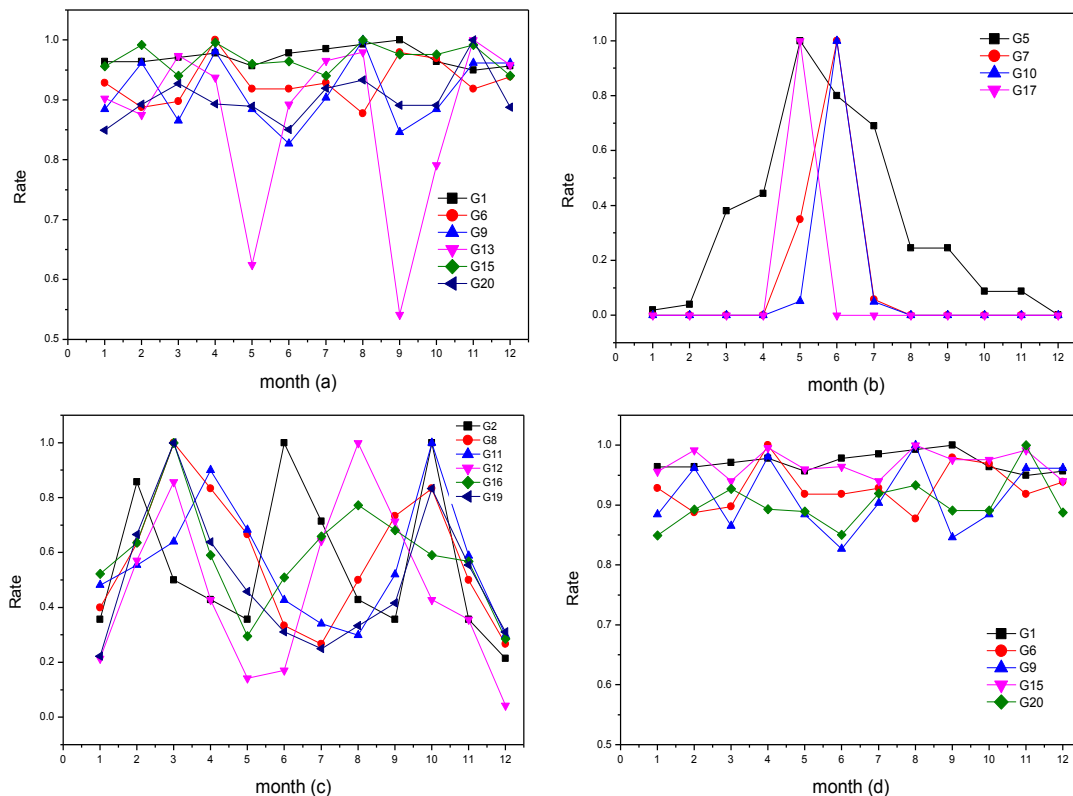 1.0
0.9
0.8
0.7
0.6
0.5
Rate
0 1 2 3 4 5 6 7 8 9 10 11 12
month (a)
G1
G6
G9
G13
G15
G20
1.0
0.8
0.6
0.4
0.2
0.0
Rate
0 1 2 3 4 5 6 7 8 9 10 11 12
month (b)
G5
G7
G10
G17
1.0
0.8
0.6
0.4
0.2
0.0
Rate
0 1 2 3 4 5 6 7 8 9 10 11 12
month (c)
G2
G8
G11
G12
G16
G19
1.0
0.9
0.8
0.7
0.6
0.5
Rate
0 1 2 3 4 5 6 7 8 9 10 11 12
month (d)
G1
G6
G9
G15
G20